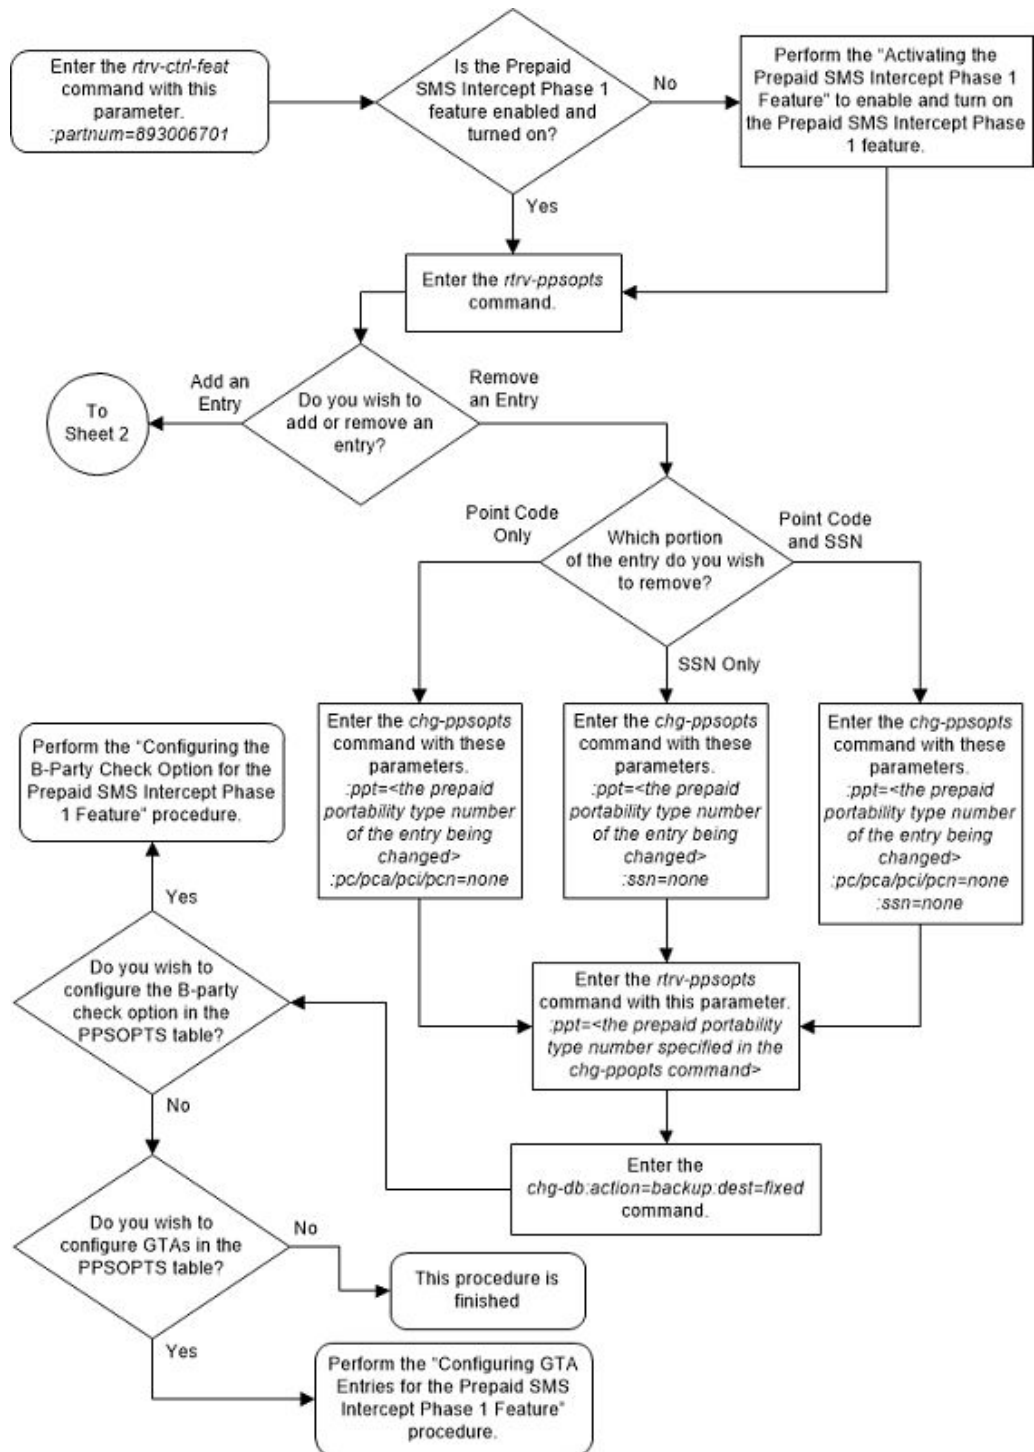 Enter the rtrv-ctrl-feat
command with this
parameter.
:partnum=893006701
Is the Prepaid
SMS Intercept Phase 1
feature enabled and
turned on?
No
Perform the “Activating the
Prepaid SMS Intercept Phase 1
Feature” to enable and turn on
the Prepaid SMS Intercept Phase
1 feature.
Yes
Enter the rtrv-ppsopts
command.
To
Sheet 2
Add an
Entry
Do you wish to
add or remove an
entry?
Remove
an Entry
Point Code
Only
Which portion
of the entry do you wish
to remove?
Point Code
and SSN
SSN Only
Enter the chg-ppsopts
command with these
parameters.
:ppt=<the prepaid
portability type number
of the entry being
changed>
:pc/pca/pci/pcn=none
Enter the chg-ppsopts
command with these
parameters.
:ppt=<the prepaid
portability type number
of the entry being
changed>
:ssn=none
Enter the chg-ppsopts
command with these
parameters.
:ppt=<the prepaid
portability type number
of the entry being
changed>
:pc/pca/pci/pcn=none
:ssn=none
Enter the rtrv-ppsopts
command with this parameter.
:ppt=<the prepaid portability
type number specified in the
chg-ppopts command>
Enter the
chg-db:action=backup:dest=fixed
command.
Perform the “Configuring the
B-Party Check Option for the
Prepaid SMS Intercept Phase
1 Feature” procedure.
Yes
Do you wish to
configure the B-party
check option in the
PPSOPTS table?
No
Do you wish to
configure GTAs in the
PPSOPTS table?
No
This procedure is
finished
Yes
Perform the “Configuring GTA
Entries for the Prepaid SMS
Intercept Phase 1 Feature”
procedure.